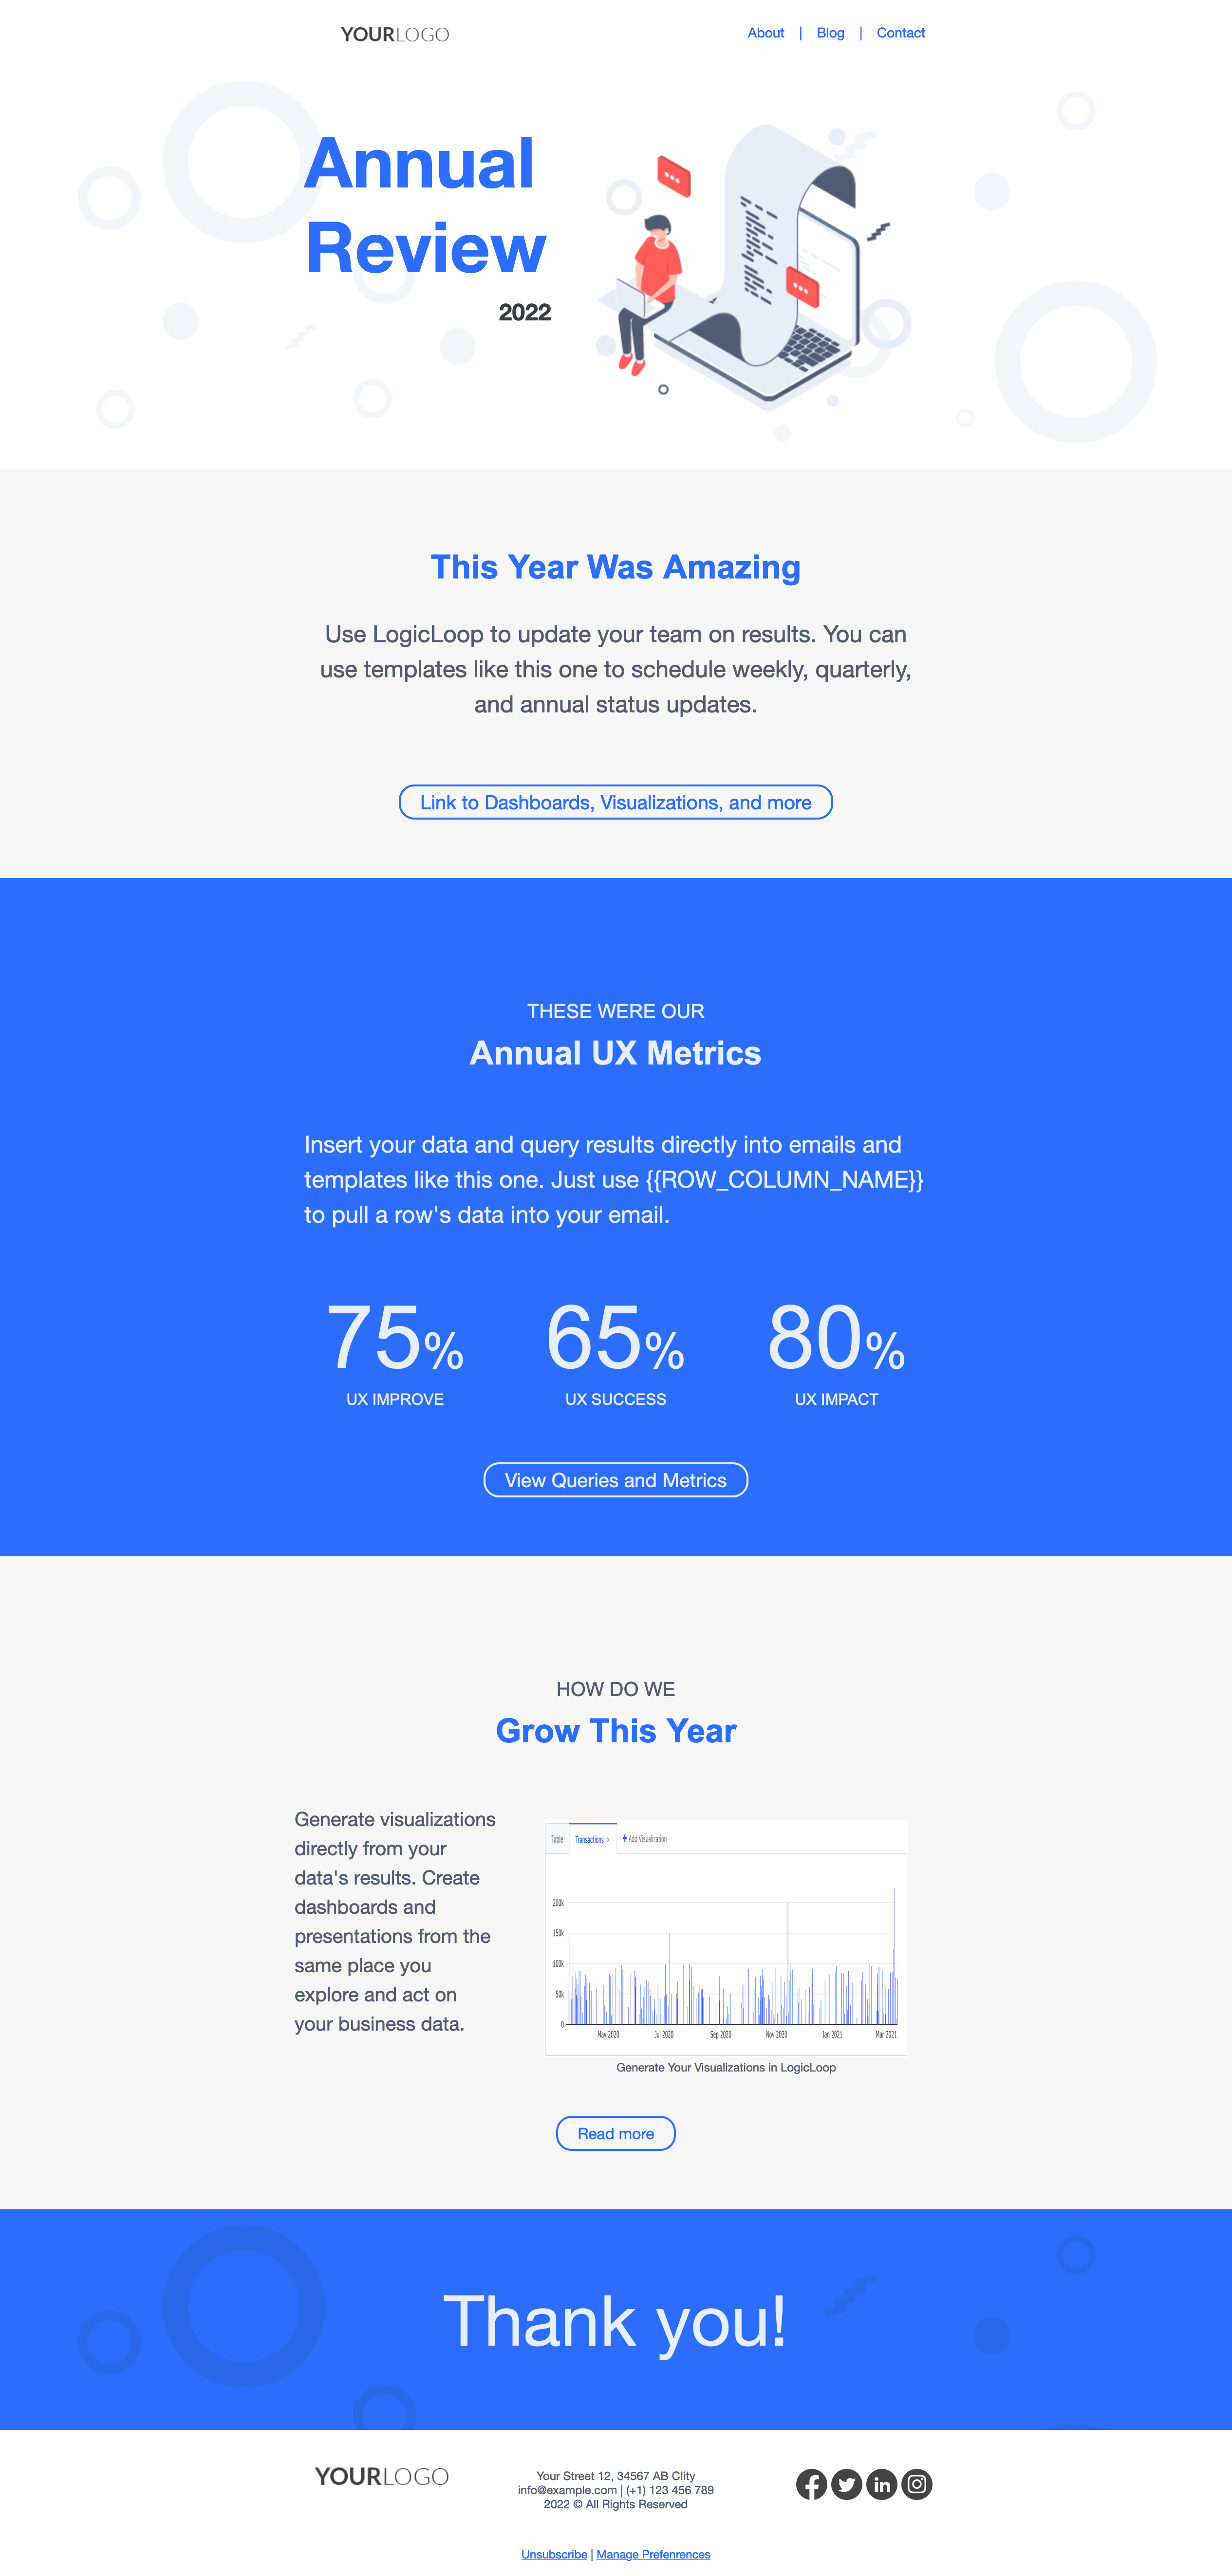 YOURLOGO
About | Blog | Contact
Annual
Review
2022
This Year Was Amazing
Use LogicLoop to update your team on results. You can
use templates like this one to schedule weekly, quarterly,
and annual status updates.
Link to Dashboards, Visualizations, and more
THESE WERE OUR
Annual UX Metrics
Insert your data and query results directly into emails and
templates like this one. Just use {{ROW_COLUMN_NAME}}
to pull a row's data into your email.
75% 65% 80%
UX IMPROVE UX SUCCESS UX IMPACT
View Queries and Metrics
HOW DO WE
Grow This Year
Generate visualizations
directly from your
data's results. Create
dashboards and
presentations from the
same place you
explore and act on
your business data.
Table Transactions x + Add Visualization
200k
150k
100k
50k
0
May 2020 Jul 2020 Sep 2020 Nov 2020 Jan 2021 Mar 2021
Generate Your Visualizations in LogicLoop
Read more
Thank you!
YOURLOGO
Your Street 12, 34567 AB CIity
info@example.com | (+1) 123 456 789
2022 © All Rights Reserved
Unsubscribe | Manage Prefenrences